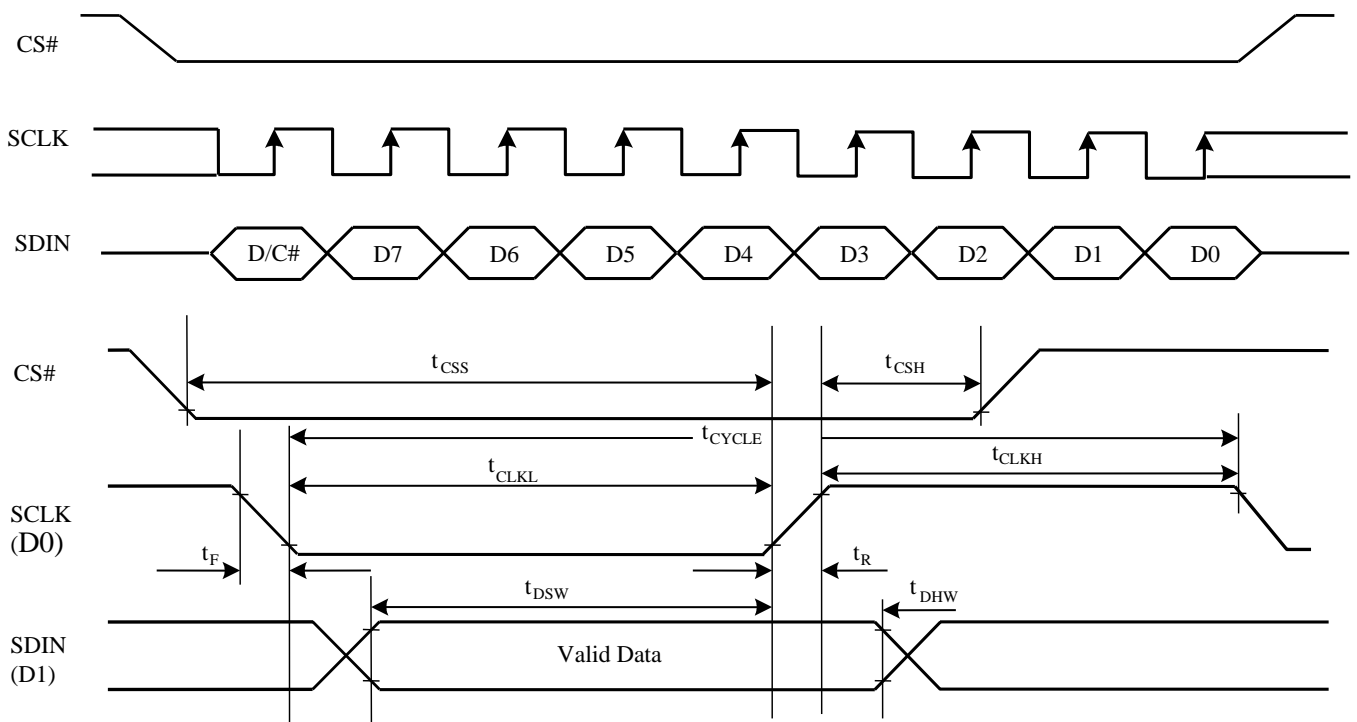 CS#
SCLK
SDIN
D/C# D7 D6 D5 D4 D3 D2 D1 D0
CS#
tCSS
tCSH
tCYCLE
tCLKL
tCLKH
SCLK
(D0)
tF
tR
tDSW
tDHW
SDIN
(D1)
Valid Data